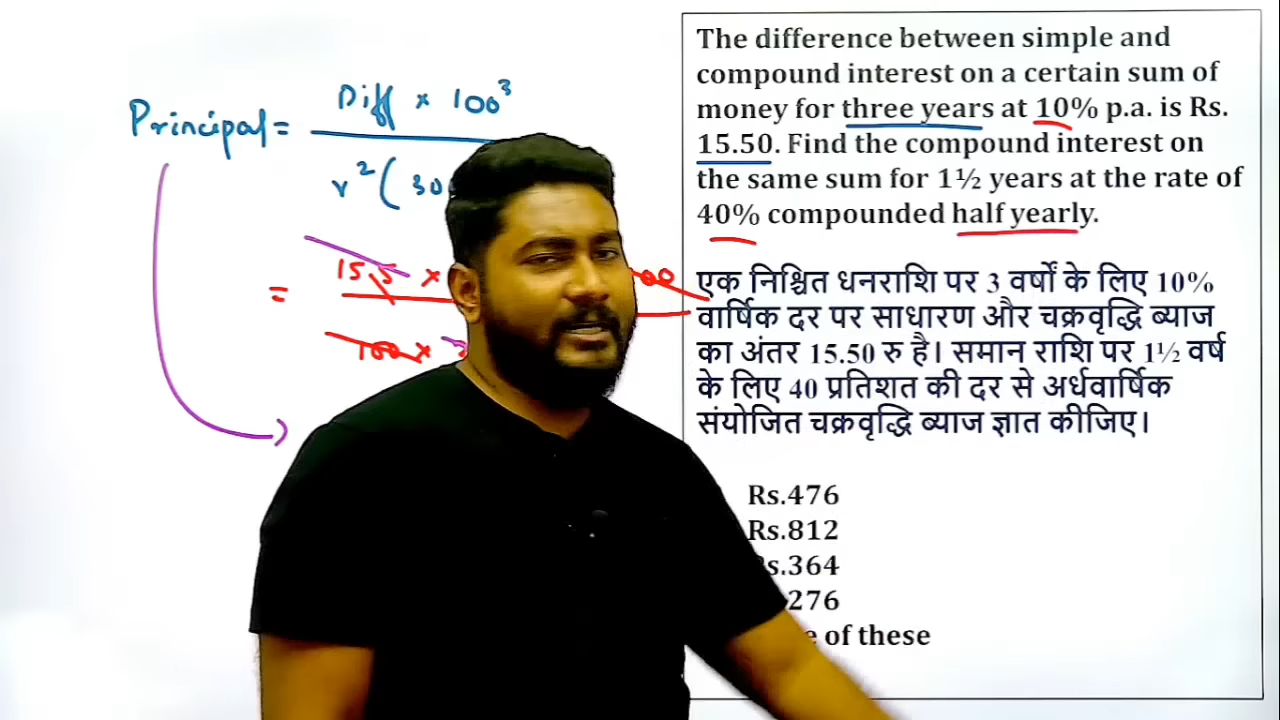 Principal = Diff × 100³
r² ( 30
= 15.5 × 00
100 ×
The difference between simple and
compound interest on a certain sum of
money for three years at 10% p.a. is Rs.
15.50. Find the compound interest on
the same sum for 1½ years at the rate of
40% compounded half yearly.
एक निश्चित धनराशि पर 3 वर्षों के लिए 10%
वार्षिक दर पर साधारण और चक्रवृद्धि ब्याज
का अंतर 15.50 रु है। समान राशि पर 1½ वर्ष
के लिए 40 प्रतिशत की दर से अर्धवार्षिक
संयोजित चक्रवृद्धि ब्याज ज्ञात कीजिए।
Rs.476
Rs.812
s.364
276
e of these